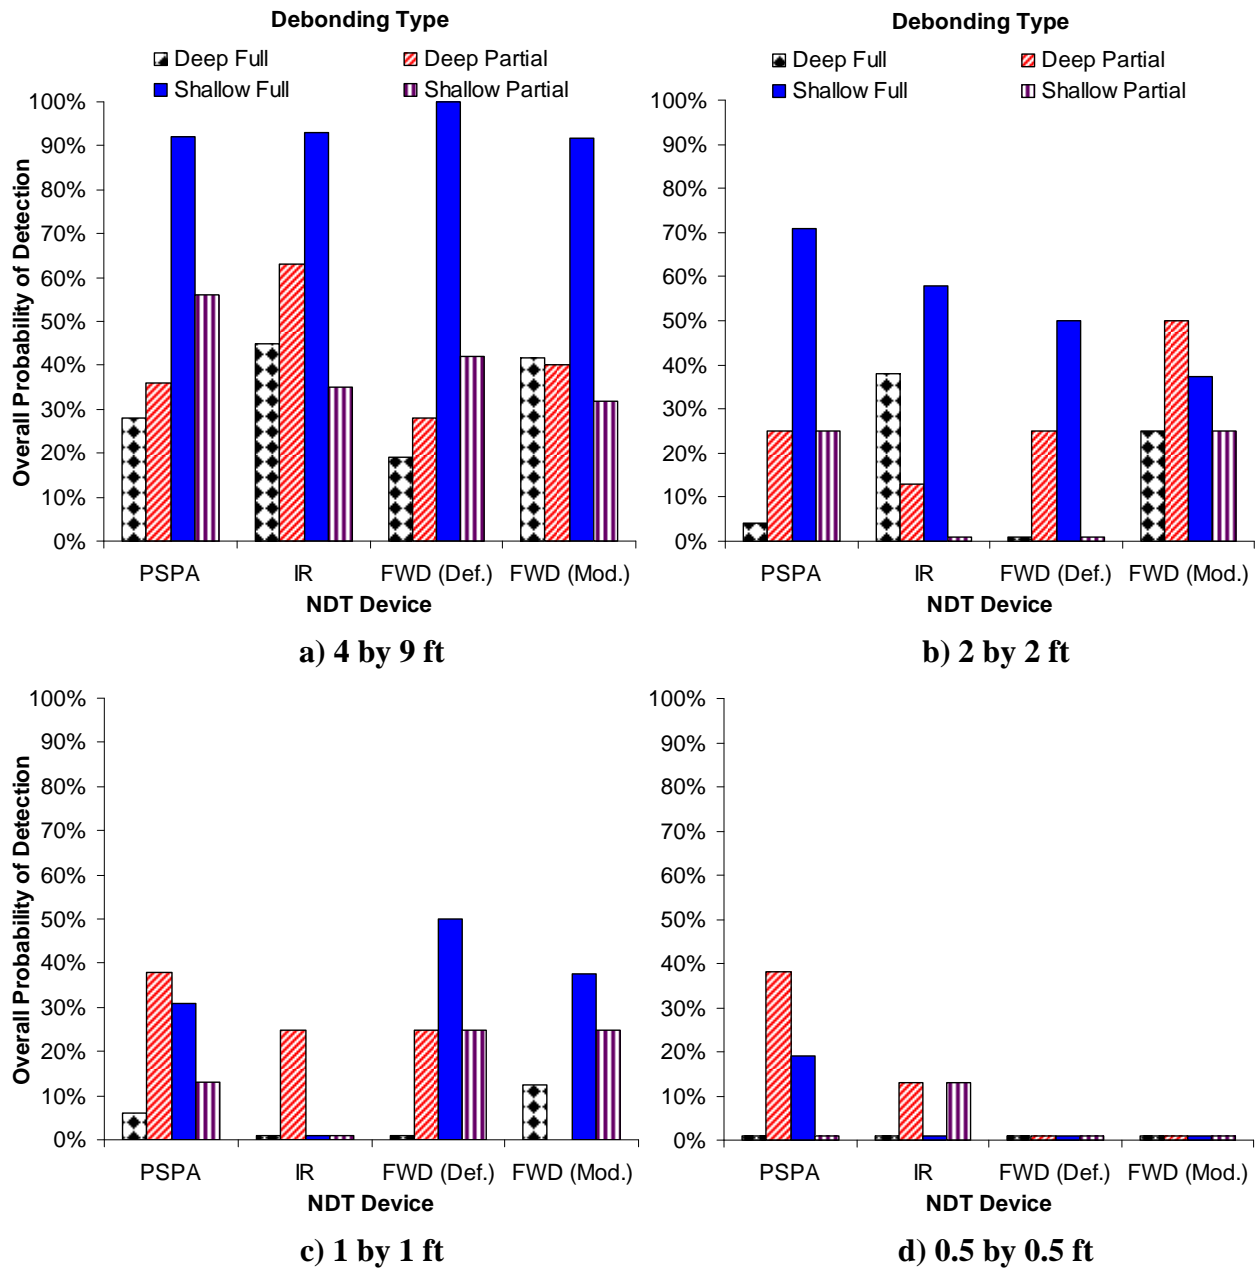 Debonding Type
Deep Full
Deep Partial
Shallow Full
Shallow Partial
Overall Probability of Detection
100%
90%
80%
70%
60%
50%
40%
30%
20%
10%
0%
PSPA IR FWD (Def.) FWD (Mod.)
NDT Device
a) 4 by 9 ft
Debonding Type
Deep Full
Deep Partial
Shallow Full
Shallow Partial
100%
90%
80%
70%
60%
50%
40%
30%
20%
10%
0%
PSPA IR FWD (Def.) FWD (Mod.)
NDT Device
b) 2 by 2 ft
Overall Probability of Detection
100%
90%
80%
70%
60%
50%
40%
30%
20%
10%
0%
PSPA IR FWD (Def.) FWD (Mod.)
NDT Device
c) 1 by 1 ft
100%
90%
80%
70%
60%
50%
40%
30%
20%
10%
0%
PSPA IR FWD (Def.) FWD (Mod.)
NDT Device
d) 0.5 by 0.5 ft